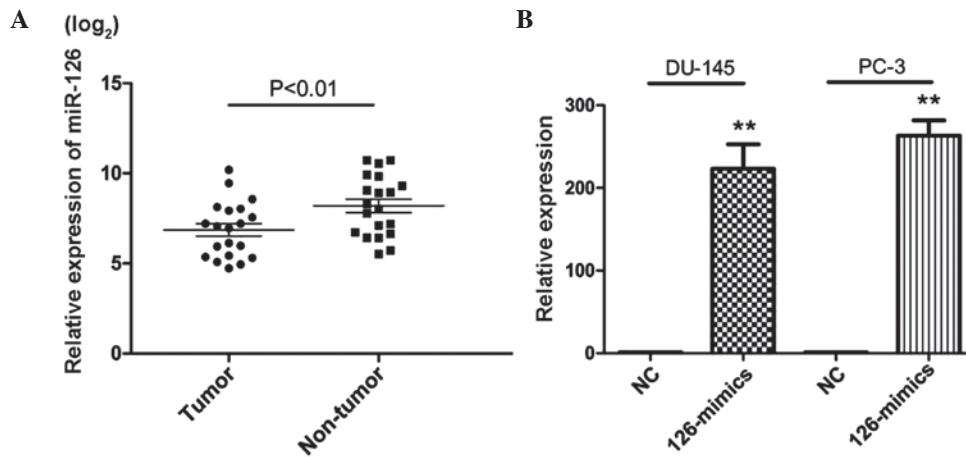 A
(log2)
Relative expression of miR-126
15
10
5
0
P<0.01
Tumor
Non-tumor
B
Relative expression
300
200
100
0
DU-145
PC-3
**
**
NC
126-mimics
NC
126-mimics